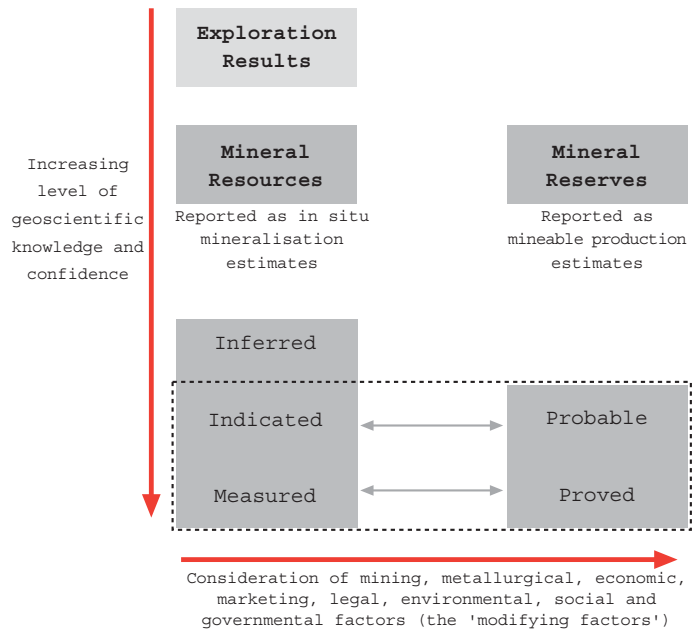 Exploration
Results
Mineral
Resources
Mineral
Reserves
Increasing
level of
geoscientific
knowledge and
confidence
Reported as in situ
mineralisation
estimates
Reported as
mineable production
estimates
Inferred
Indicated
Probable
Measured
Proved
Consideration of mining, metallurgical, economic,
marketing, legal, environmental, social and
governmental factors (the 'modifying factors')